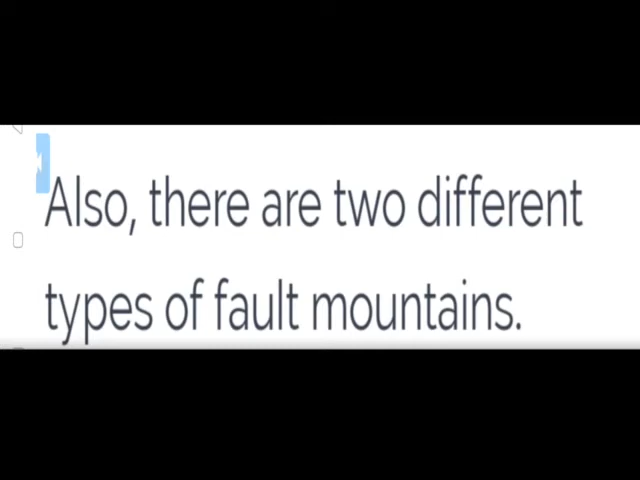 Also, there are two different
types of fault mountains.